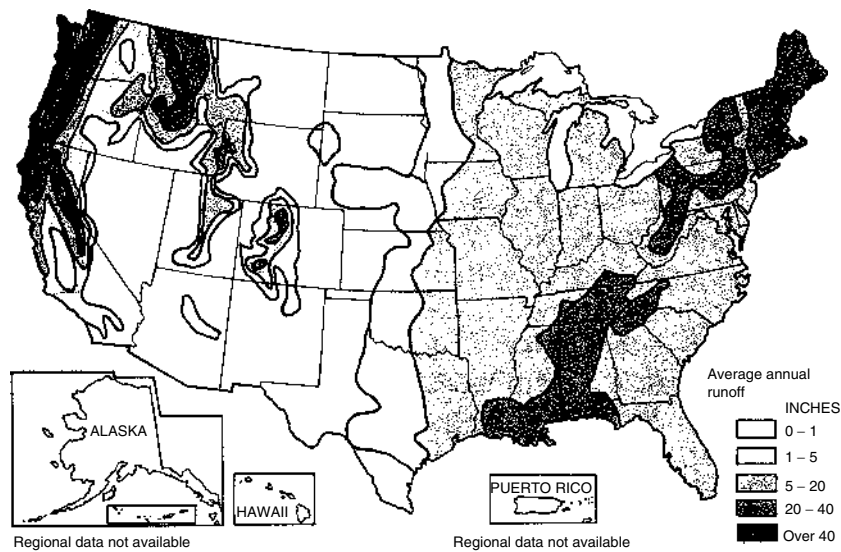 ALASKA
HAWAII
PUERTO RICO
Regional data not available
Regional data not available
Average annual
runoff
INCHES
0 – 1
1 – 5
5 – 20
20 – 40
Over 40